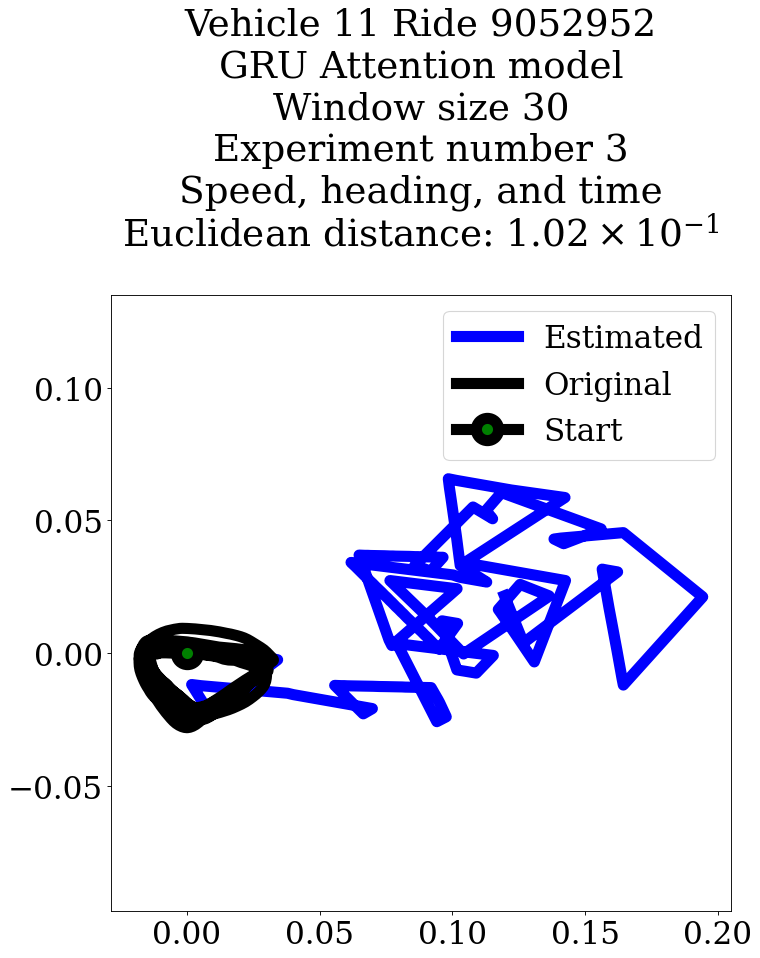 Vehicle 11 Ride 9052952
GRU Attention model
Window size 30
Experiment number 3
Speed, heading, and time
Euclidean distance: 1.02 × 10⁻¹
Estimated
Original
Start
0.10
0.05
0.00
−0.05
0.00 0.05 0.10 0.15 0.20